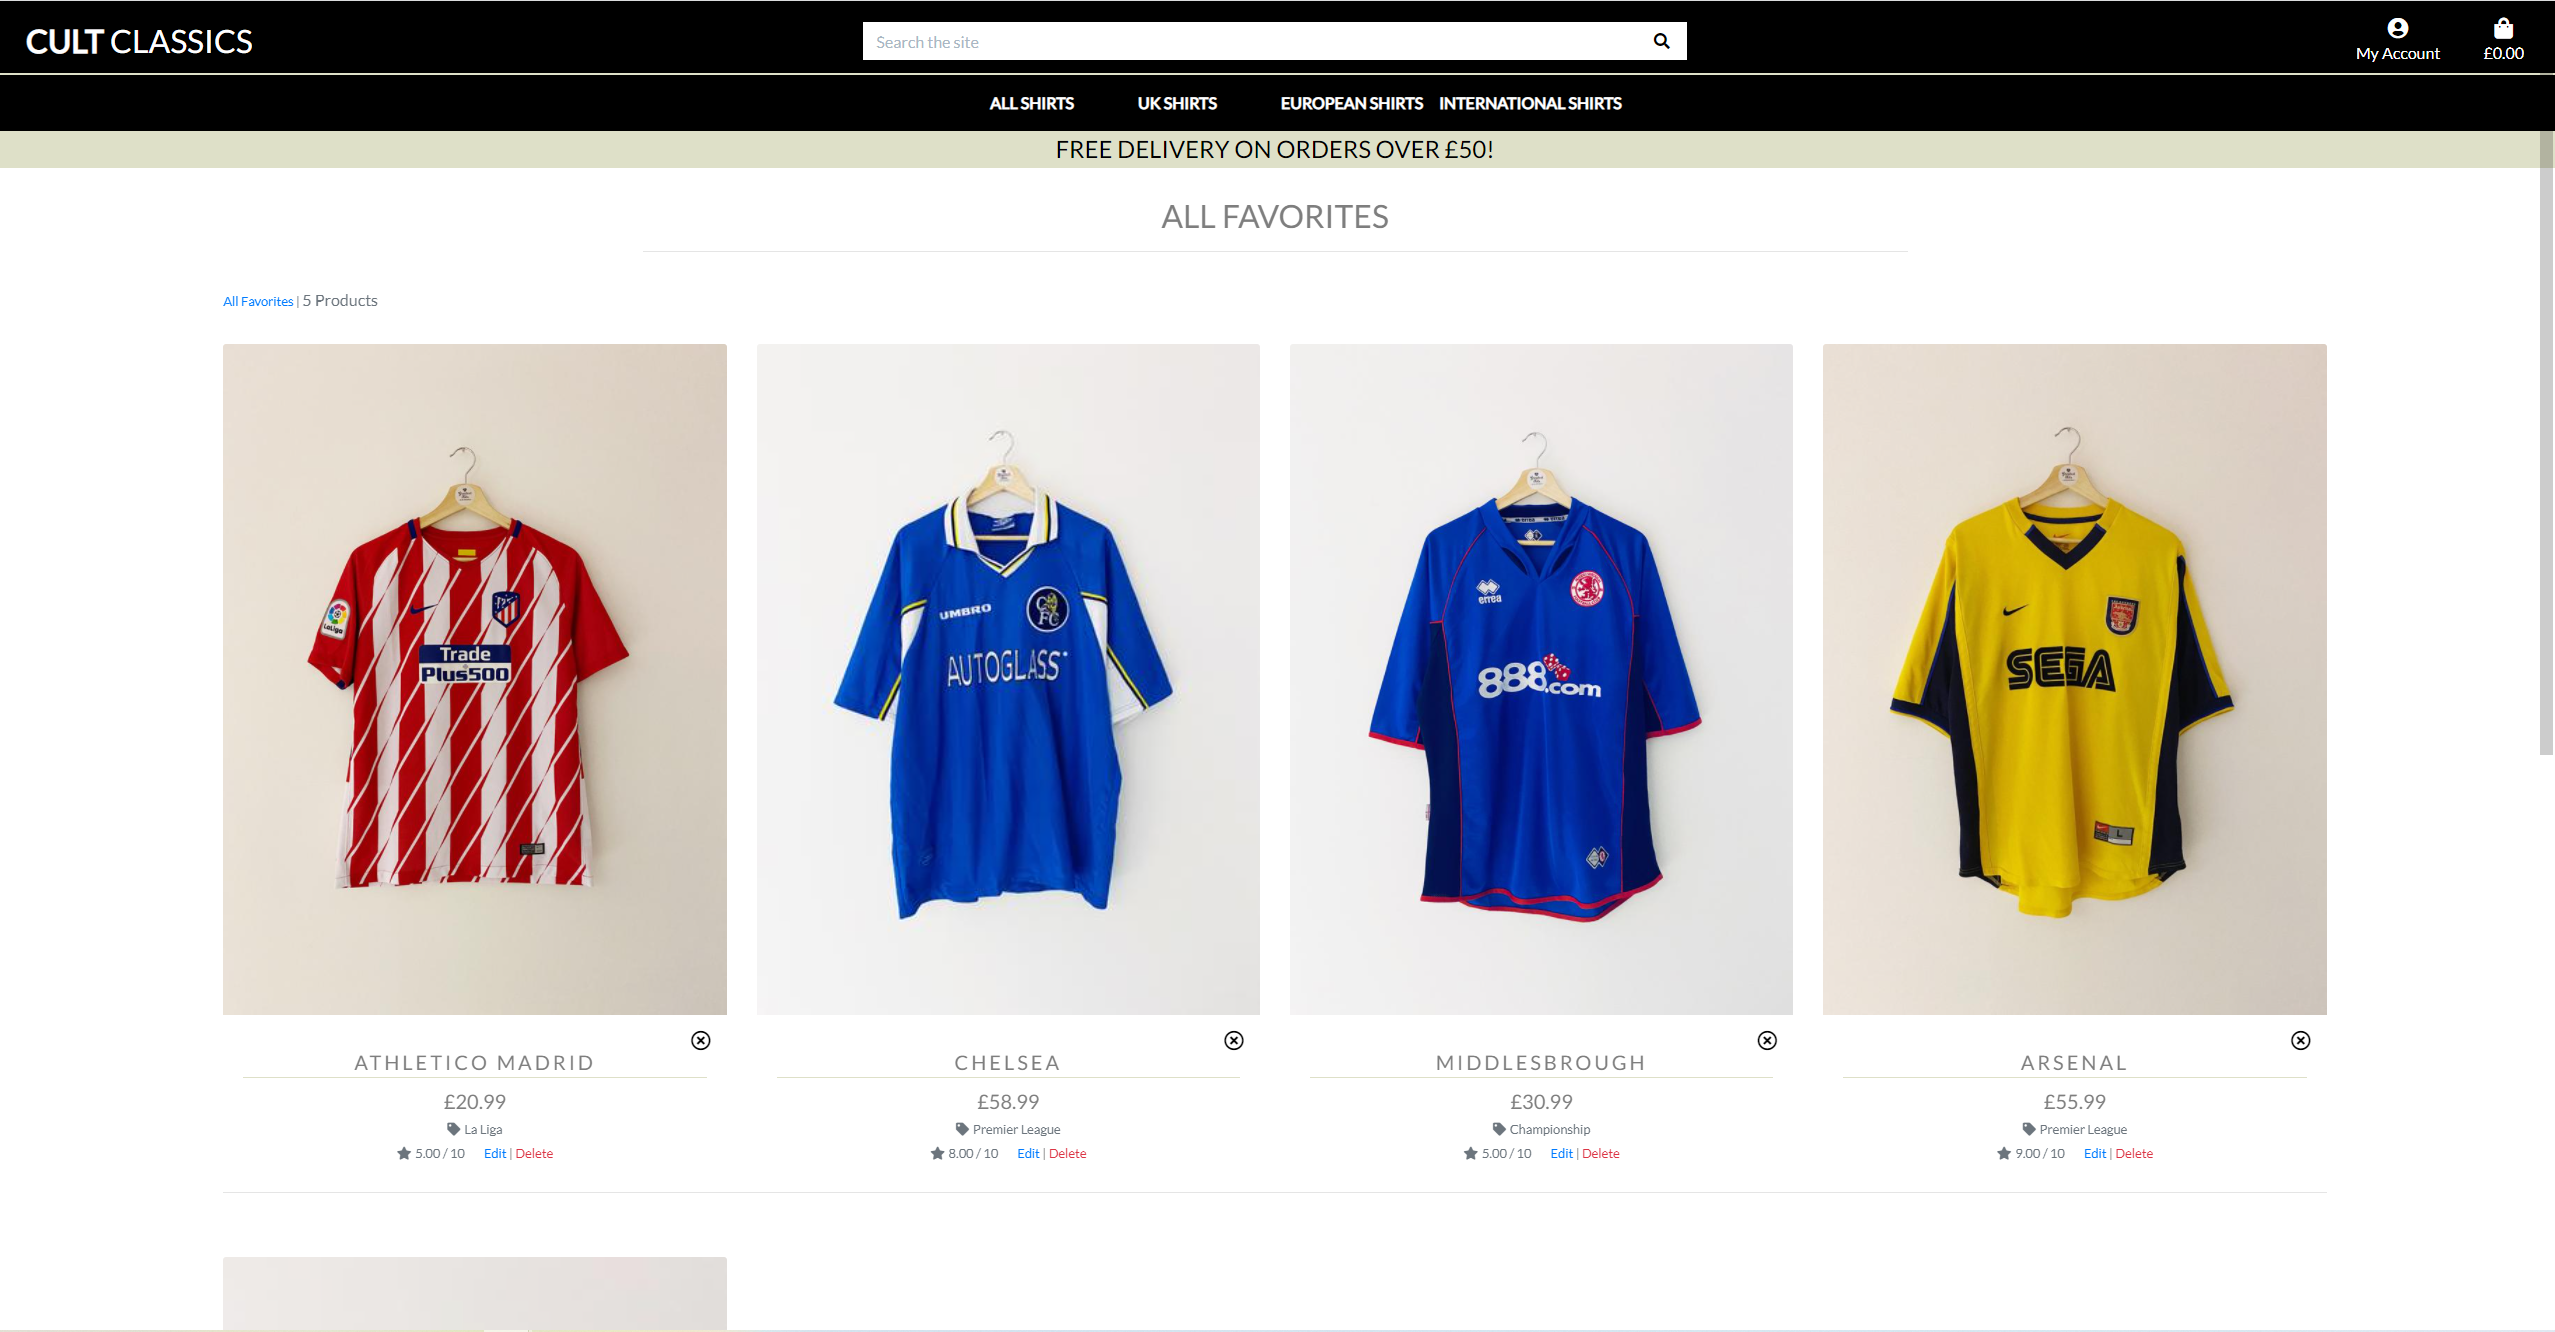 CULT CLASSICS
Search the site
My Account
£0.00
ALL SHIRTS
UK SHIRTS
EUROPEAN SHIRTS
INTERNATIONAL SHIRTS
FREE DELIVERY ON ORDERS OVER £50!
ALL FAVORITES
All Favorites | 5 Products
LaLiga
Trade
Plus500
UMBRO
CFC
AUTOGLASS
errea
888.com
SEGA
L
ATHLETICO MADRID
£20.99
La Liga
5.00 / 10 Edit | Delete
CHELSEA
£58.99
Premier League
8.00 / 10 Edit | Delete
MIDDLESBROUGH
£30.99
Championship
5.00 / 10 Edit | Delete
ARSENAL
£55.99
Premier League
9.00 / 10 Edit | Delete